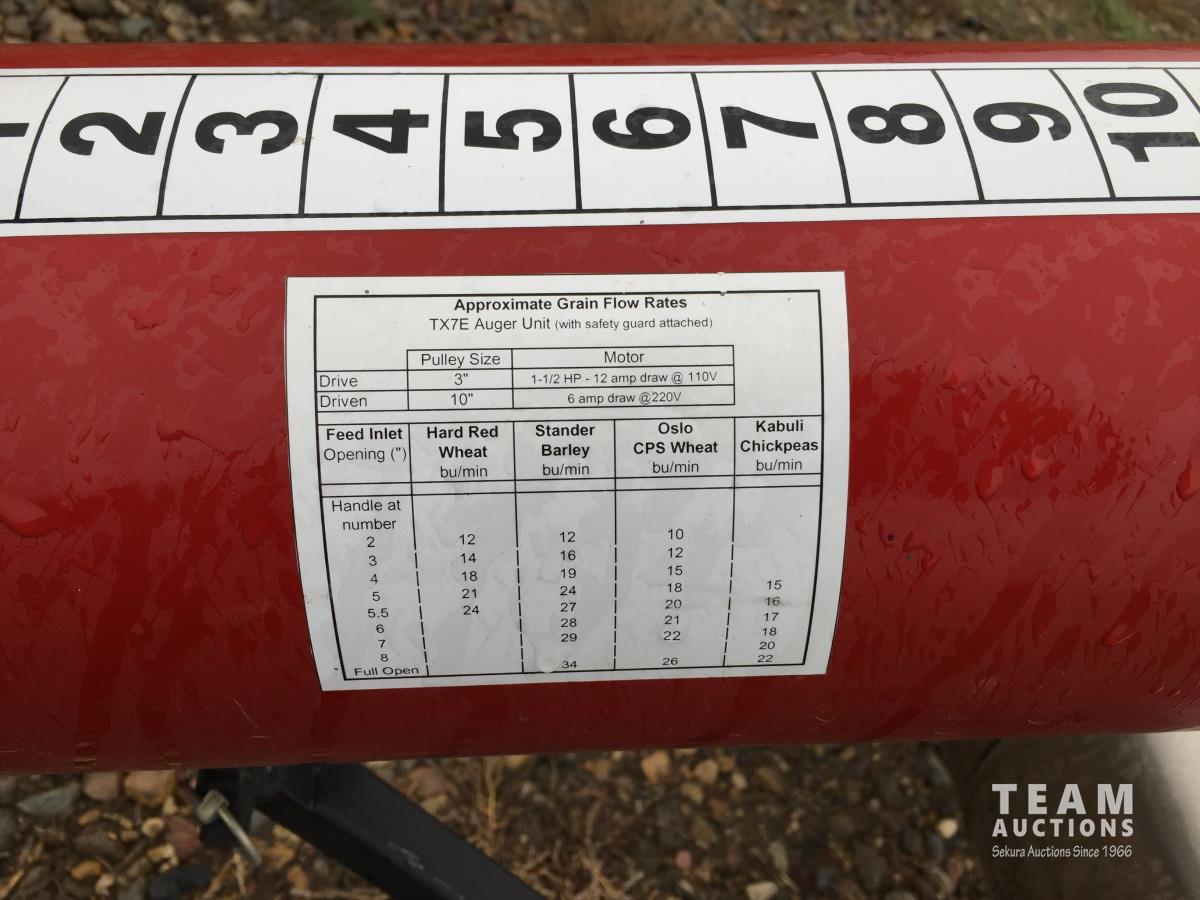 2 3 4 5 6 7 8 9 10
Approximate Grain Flow Rates
TX7E Auger Unit (with safety guard attached)
Pulley Size Motor
Drive 3" 1-1/2 HP - 12 amp draw @ 110V
Driven 10" 6 amp draw @220V
Feed Inlet Hard Red Stander Oslo Kabuli
Opening (") Wheat Barley CPS Wheat Chickpeas
bu/min bu/min bu/min bu/min
Handle at
number
2 12 12 10
3 14 16 12
4 18 19 15
5 21 24 18 15
5.5 24 27 20 16
6 28 21 17
7 29 22 18
8 20
Full Open 34 26 22
TEAM
AUCTIONS
Sekura Auctions Since 1966